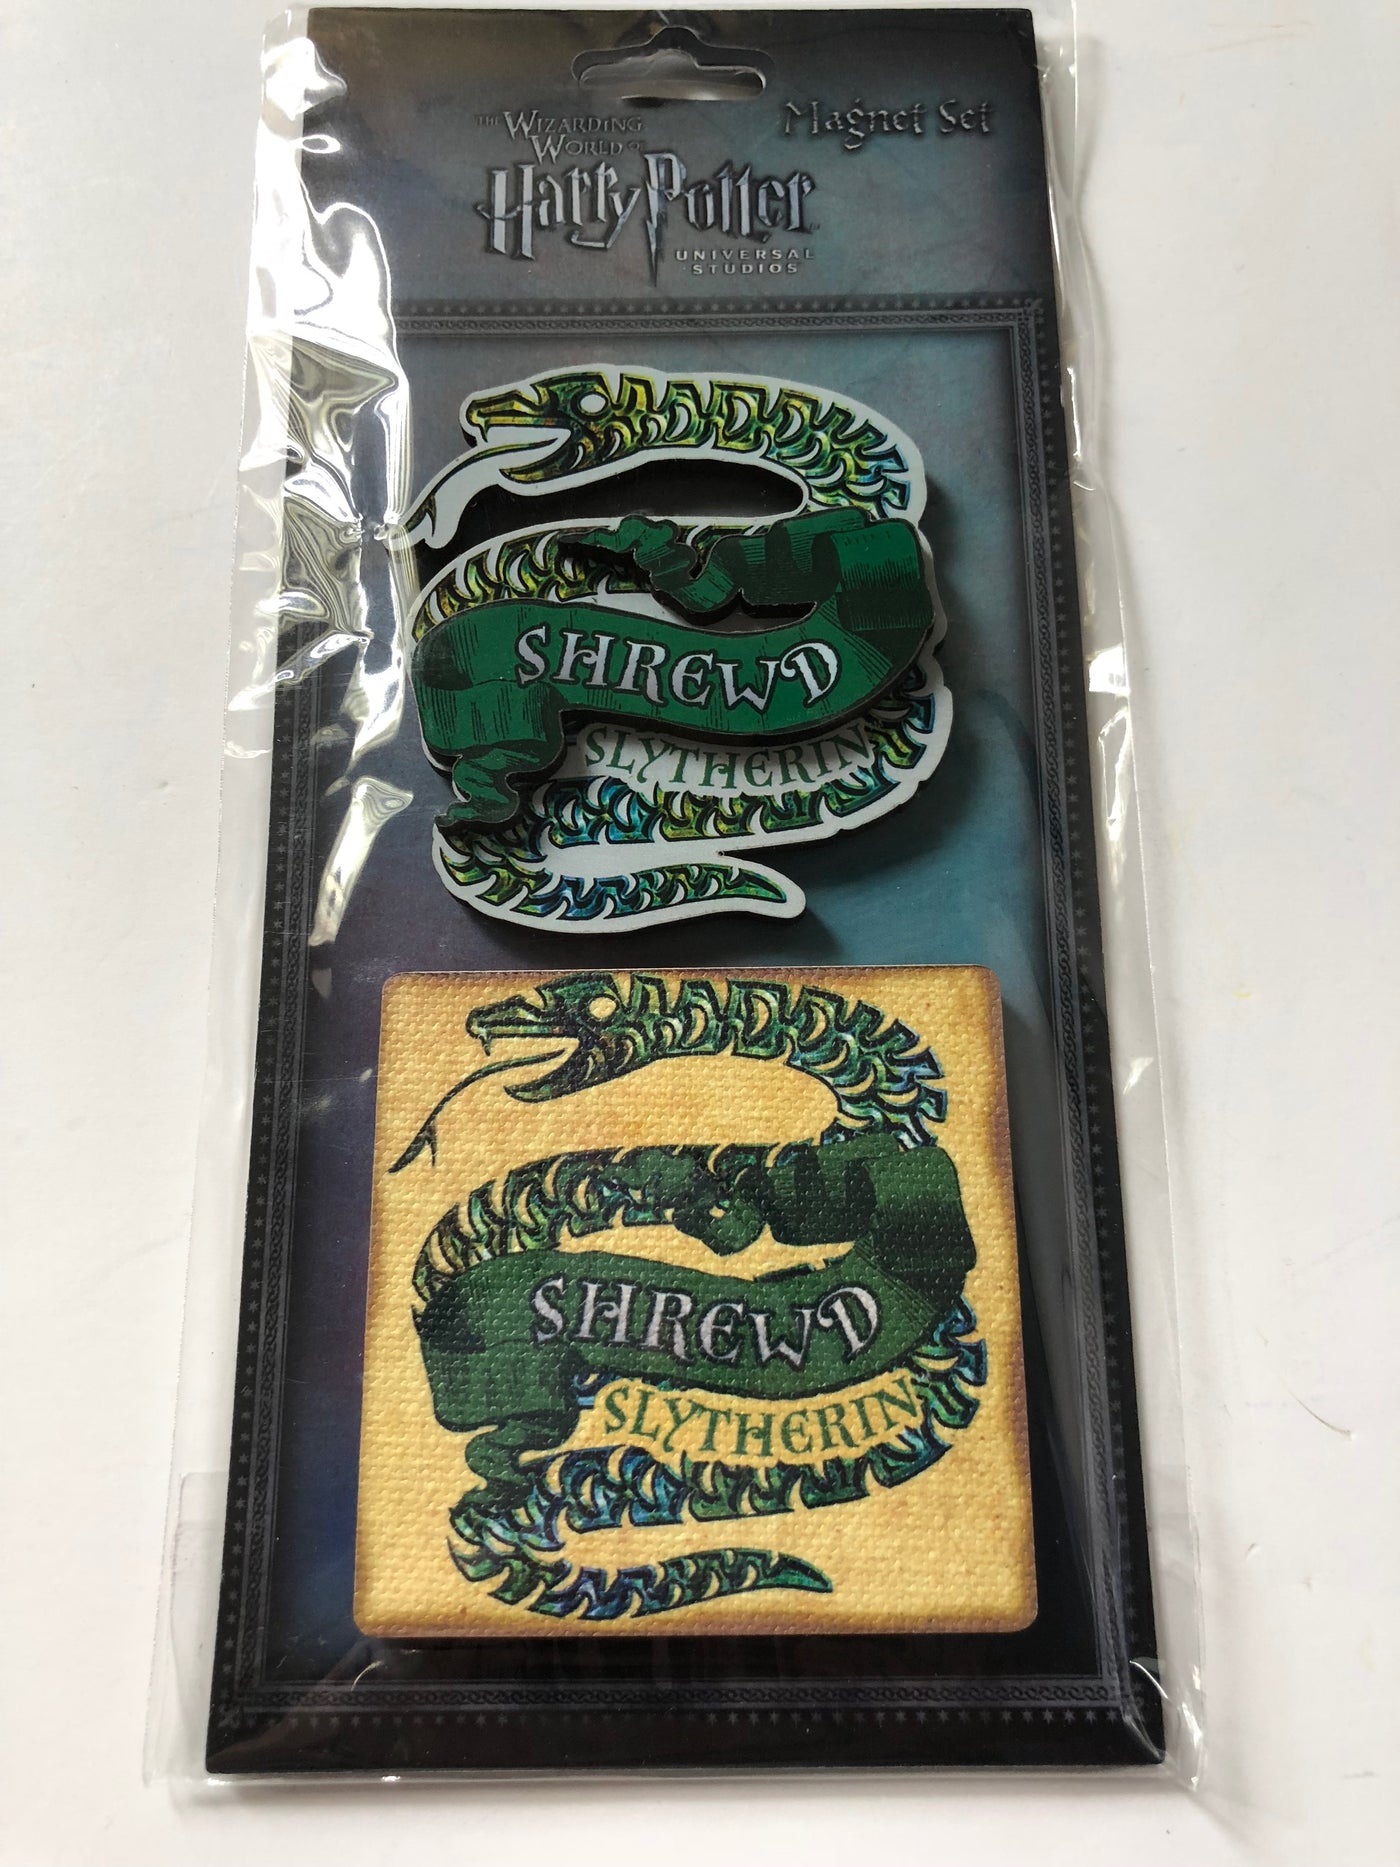 THE WIZARDING
WORLD OF
Harry Potter
UNIVERSAL
STUDIOS
Magnet Set
SHREWD
SLYTHERIN
SHREWD
SLYTHERIN